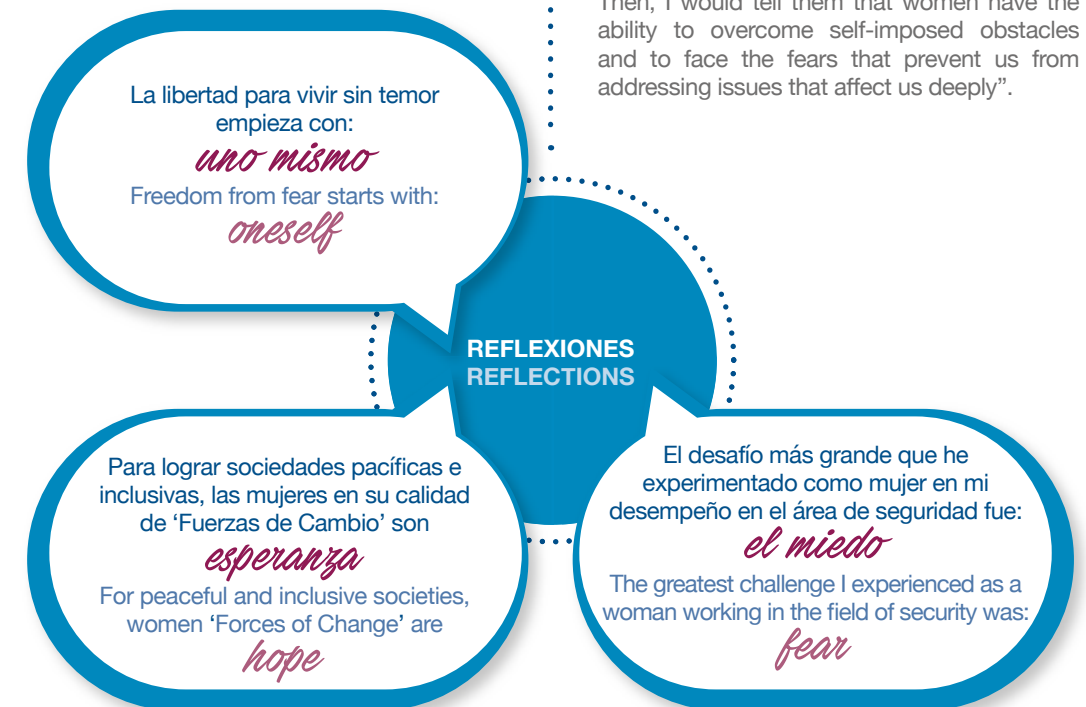 Then, I would tell them that women have the
ability to overcome self-imposed obstacles
and to face the fears that prevent us from
addressing issues that affect us deeply”.
La libertad para vivir sin temor
empieza con:
uno mismo
Freedom from fear starts with:
oneself
REFLEXIONES
REFLECTIONS
Para lograr sociedades pacíficas e
inclusivas, las mujeres en su calidad
de ‘Fuerzas de Cambio’ son
esperanza
For peaceful and inclusive societies,
women ‘Forces of Change’ are
hope
El desafío más grande que he
experimentado como mujer en mi
desempeño en el área de seguridad fue:
el miedo
The greatest challenge I experienced as a
woman working in the field of security was:
fear